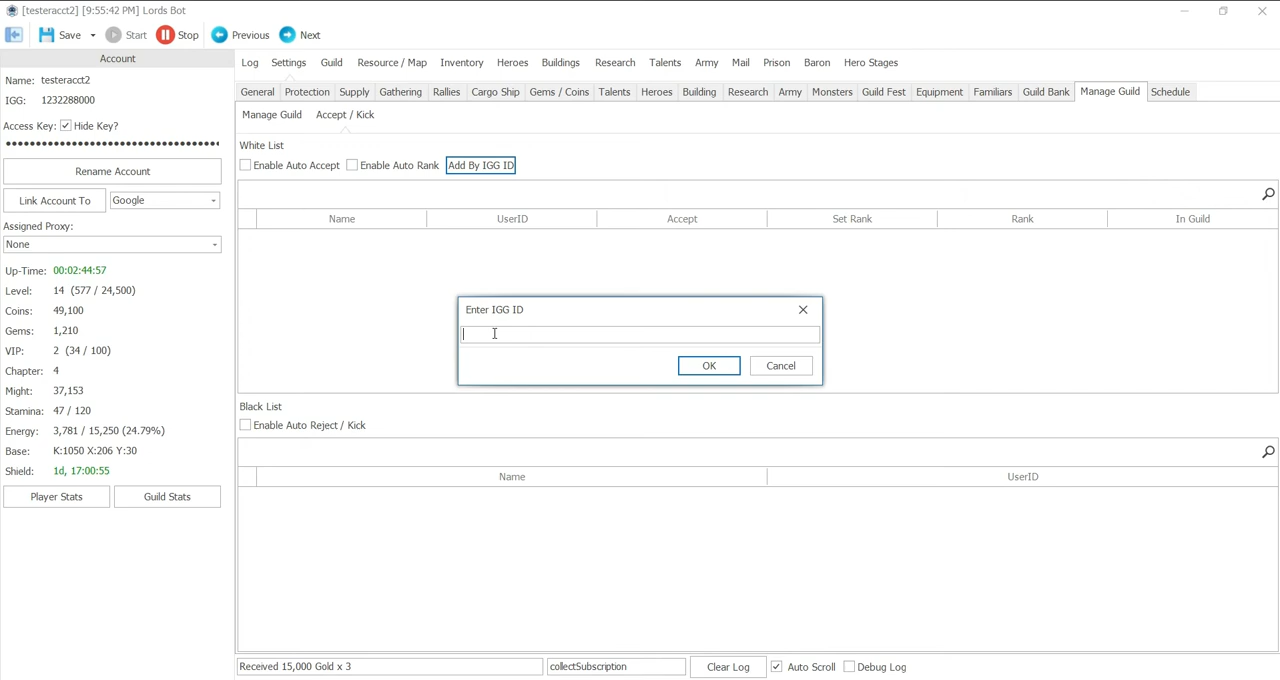 [testeracct2] [9:55:42 PM] Lords Bot
Save Start Stop Previous Next
Account
Name: testeracct2
IGG: 1232288000
Access Key: Hide Key?
•••••••••••••••••••••••••••••••••••
Rename Account
Link Account To Google
Assigned Proxy:
None
Up-Time: 00:02:44:57
Level: 14 (577 / 24,500)
Coins: 49,100
Gems: 1,210
VIP: 2 (34 / 100)
Chapter: 4
Might: 37,153
Stamina: 47 / 120
Energy: 3,781 / 15,250 (24.79%)
Base: K:1050 X:206 Y:30
Shield: 1d, 17:00:55
Player Stats Guild Stats
Log Settings Guild Resource / Map Inventory Heroes Buildings Research Talents Army Mail Prison Baron Hero Stages
General Protection Supply Gathering Rallies Cargo Ship Gems / Coins Talents Heroes Building Research Army Monsters Guild Fest Equipment Familiars Guild Bank Manage Guild Schedule
Manage Guild Accept / Kick
White List
Enable Auto Accept Enable Auto Rank Add By IGG ID
Name UserID Accept Set Rank Rank In Guild
Enter IGG ID
OK Cancel
Black List
Enable Auto Reject / Kick
Name UserID
Received 15,000 Gold x 3 collectSubscription Clear Log Auto Scroll Debug Log